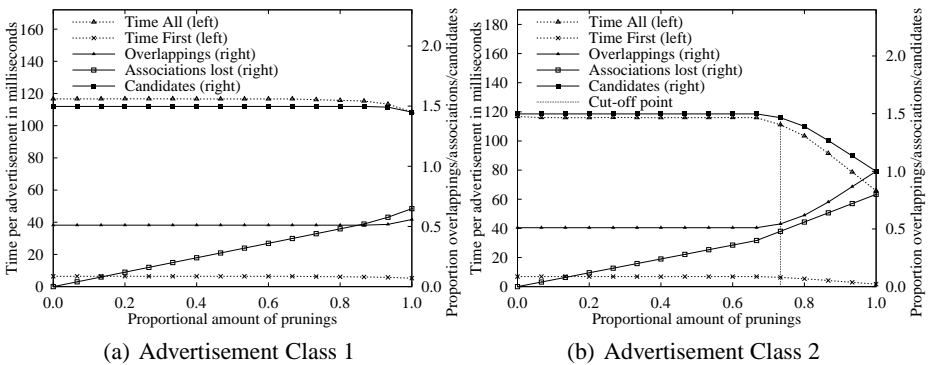 Time per advertisement in milliseconds
160
140
120
100
80
60
40
20
0
Time All (left)
Time First (left)
Overlappings (right)
Associations lost (right)
Candidates (right)
2.0
1.5
1.0
0.5
0.0
Proportion overlappings/associations/candidates
0.0 0.2 0.4 0.6 0.8 1.0
Proportional amount of prunings
(a) Advertisement Class 1
Time per advertisement in milliseconds
180
160
140
120
100
80
60
40
20
0
Time All (left)
Time First (left)
Overlappings (right)
Associations lost (right)
Candidates (right)
Cut-off point
2.0
1.5
1.0
0.5
0.0
Proportion overlappings/associations/candidates
0.0 0.2 0.4 0.6 0.8 1.0
Proportional amount of prunings
(b) Advertisement Class 2